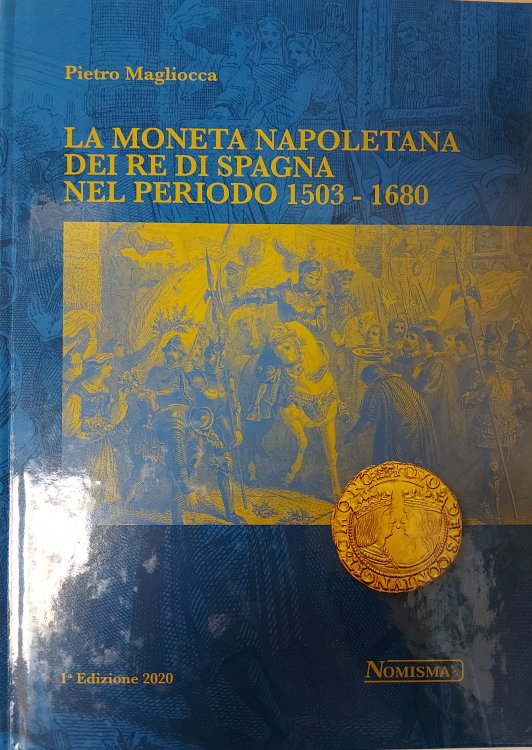 Pietro Magliocca
LA MONETA NAPOLETANA
DEI RE DI SPAGNA
NEL PERIODO 1503 - 1680
1ª Edizione 2020
NOMISMA